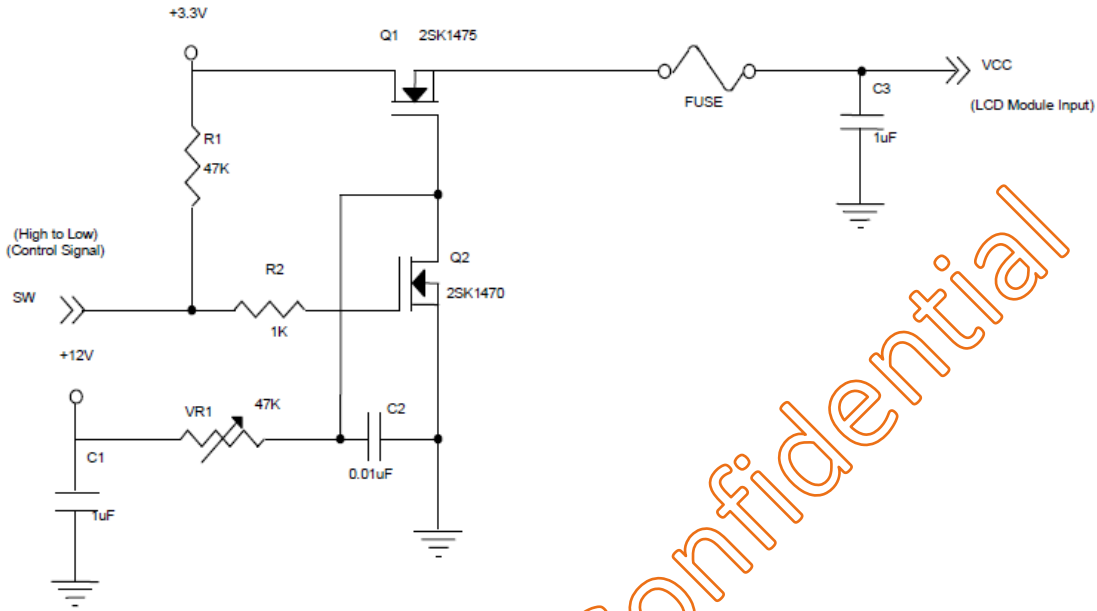 +3.3V
Q1 2SK1475
FUSE
VCC
C3
(LCD Module Input)
1uF
R1
47K
(High to Low)
(Control Signal)
SW
R2
1K
Q2
2SK1470
+12V
VR1
47K
C2
C1
0.01uF
1uF
onfidential